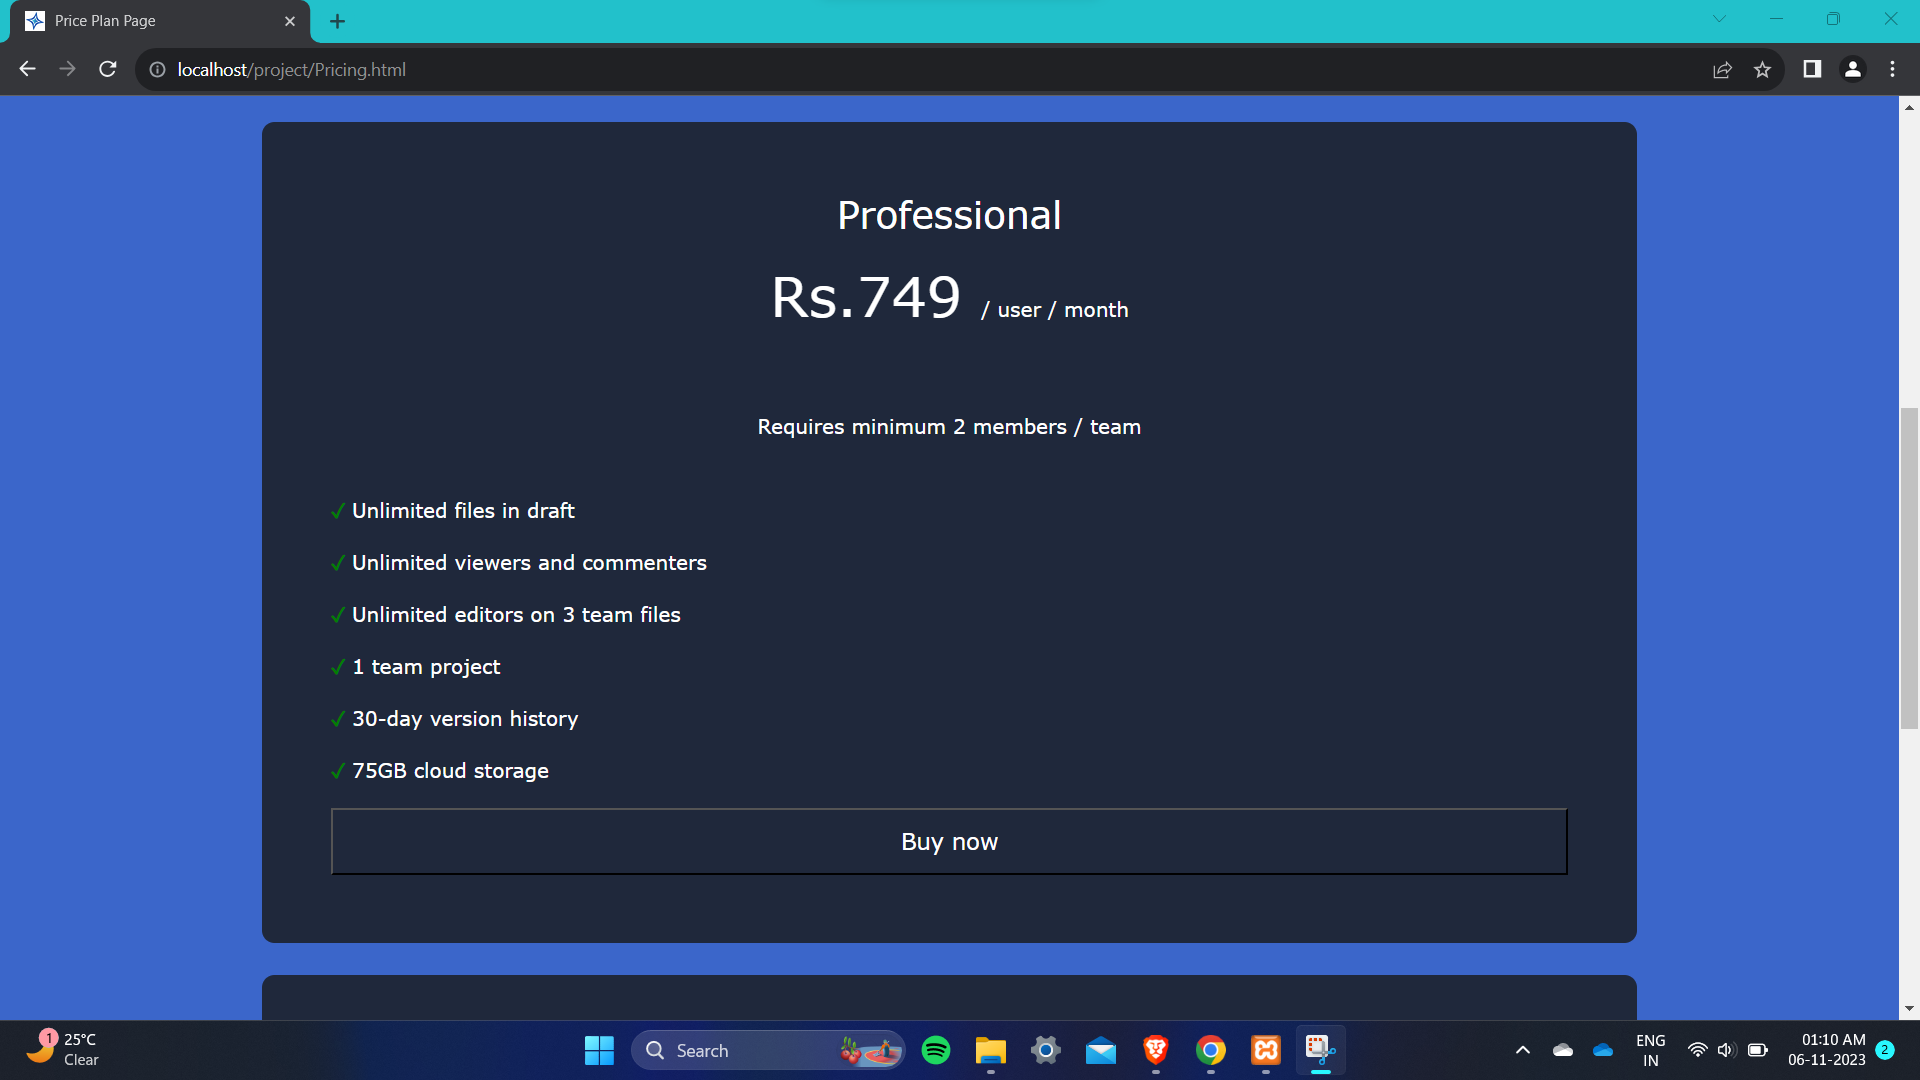 Price Plan Page
localhost/project/Pricing.html
Professional
Rs.749 / user / month
Requires minimum 2 members / team
✓ Unlimited files in draft
✓ Unlimited viewers and commenters
✓ Unlimited editors on 3 team files
✓ 1 team project
✓ 30-day version history
✓ 75GB cloud storage
Buy now
1
25°C
Clear
Search
ENG
IN
01:10 AM
06-11-2023
2